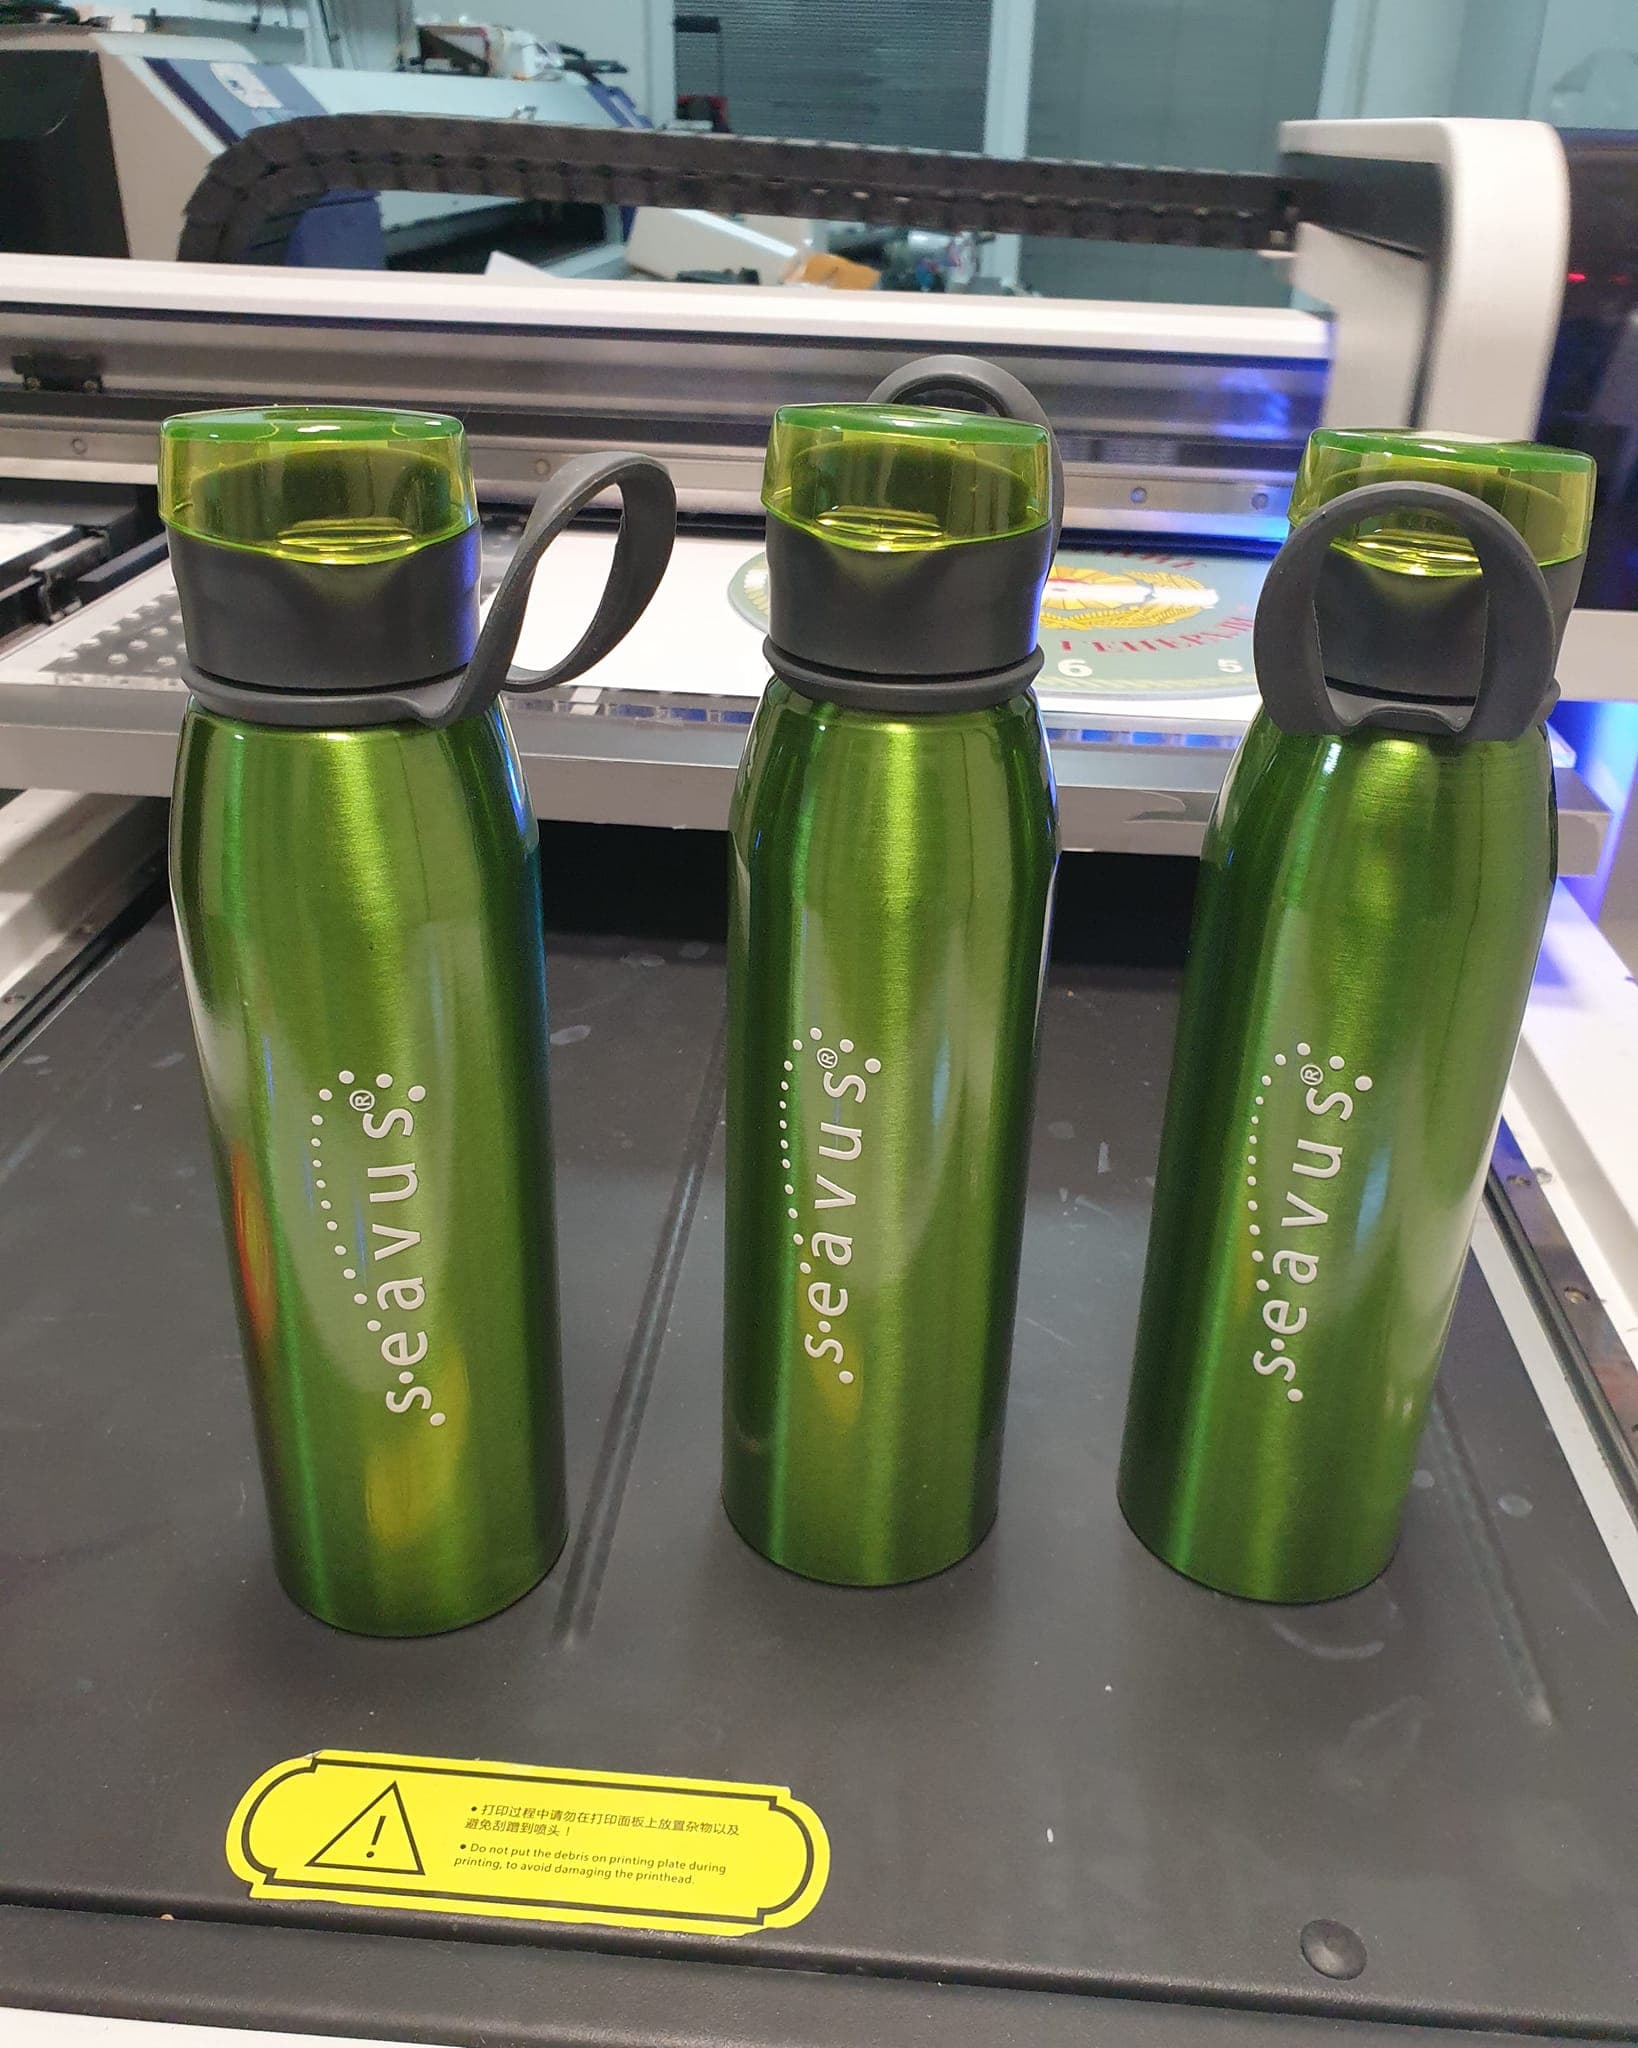 6
5
seavus®
seavus®
seavus®
• 打印过程中请勿在打印面板上放置杂物以及
避免刮蹭到喷头！
• Do not put the debris on printing plate during
printing, to avoid damaging the printhead.